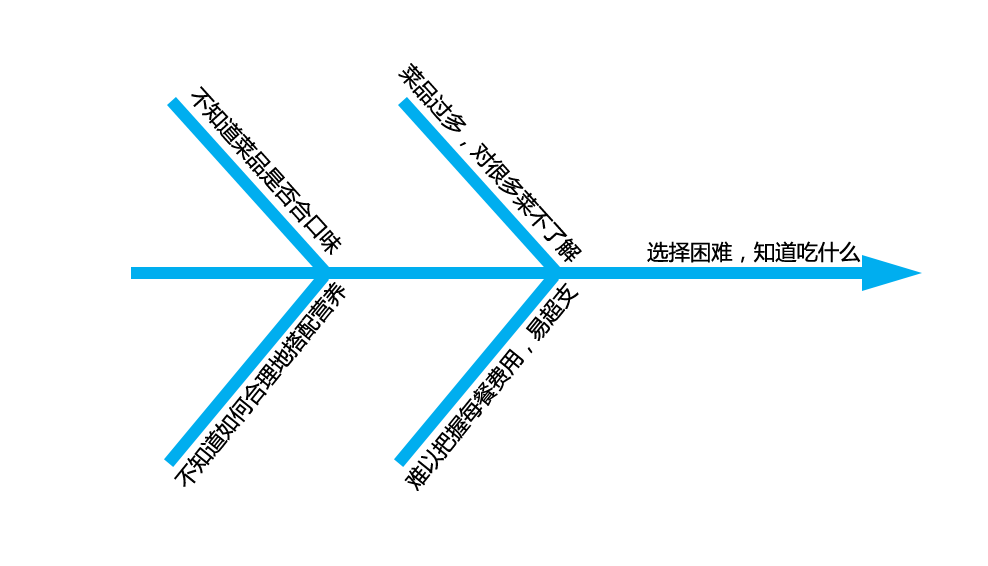 不知道菜品是否合口味
菜品过多，对很多菜不了解
选择困难，知道吃什么
不知道如何合理地搭配营养
难以把握每餐费用，易超支